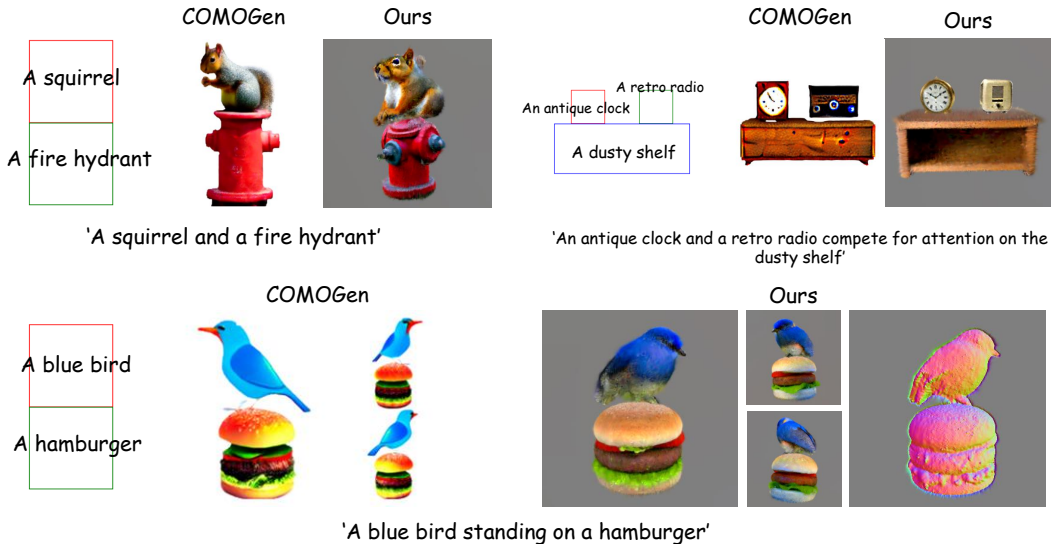 COMOGen
Ours
A squirrel
A fire hydrant
'A squirrel and a fire hydrant'
COMOGen
Ours
A retro radio
An antique clock
A dusty shelf
'An antique clock and a retro radio compete for attention on the
dusty shelf'
COMOGen
Ours
A blue bird
A hamburger
'A blue bird standing on a hamburger'